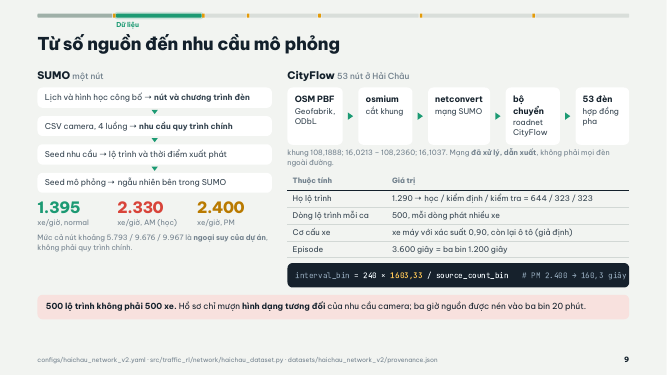 Dữ liệu
Từ số nguồn đến nhu cầu mô phỏng
SUMO một nút
Lịch và hình học công bố → nút và chương trình đèn
CSV camera, 4 luồng → nhu cầu quy trình chính
Seed nhu cầu → lộ trình và thời điểm xuất phát
Seed mô phỏng → ngẫu nhiên bên trong SUMO
1.395 2.330 2.400
xe/giờ, normal xe/giờ, AM (học) xe/giờ, PM
Mức cả nút khoảng 5.793 / 9.676 / 9.967 là ngoại suy của dự án,
không phải quy trình chính.
CityFlow 53 nút ở Hải Châu
OSM PBF
Geofabrik,
ODbL
osmium
cắt khung
netconvert
mạng SUMO
bộ
chuyển
roadnet
CityFlow
53 đèn
hợp đồng
pha
khung 108,1888; 16,0213 – 108,2360; 16,1037. Mạng đã xử lý, dẫn xuất, không phải mọi đèn
ngoài đường.
Thuộc tính Giá trị
Họ lộ trình 1.290 → học / kiểm định / kiểm tra = 644 / 323 / 323
Dòng lộ trình mỗi ca 500, mỗi dòng phát nhiều xe
Cơ cấu xe xe máy với xác suất 0,90, còn lại ô tô (giả định)
Episode 3.600 giây = ba bin 1.200 giây
interval_bin = 240 × 1603,33 / source_count_bin # PM 2.400 → 160,3 giây
500 lộ trình không phải 500 xe. Hồ sơ chỉ mượn hình dạng tương đối của nhu cầu camera; ba giờ nguồn được nén vào ba bin 20 phút.
configs/haichau_network_v2.yaml · src/traffic_rl/network/haichau_dataset.py · datasets/haichau_network_v2/provenance.json
9